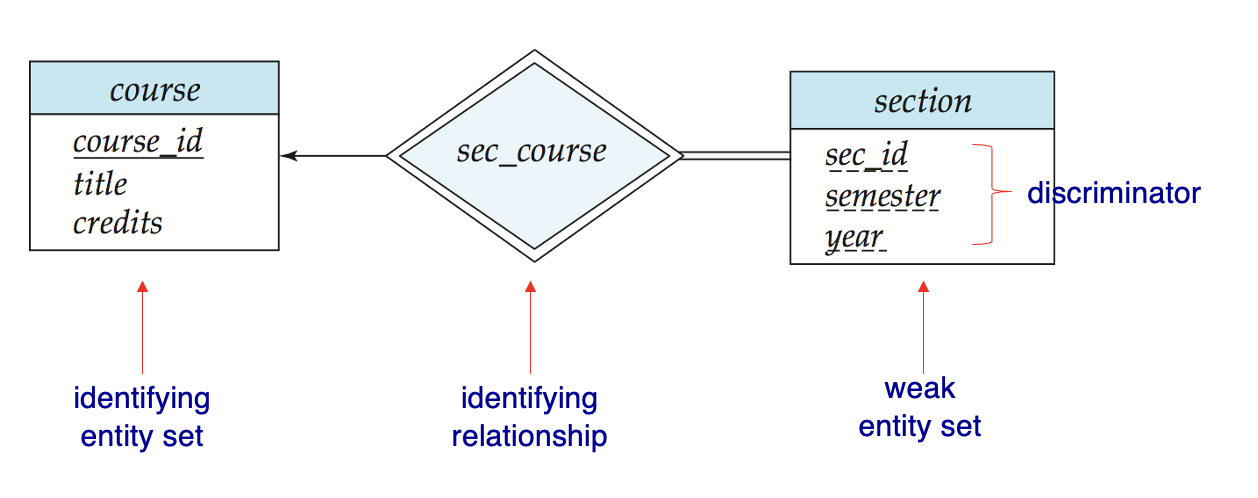 course
course_id
title
credits
sec_course
section
sec_id
semester
year
discriminator
identifying
entity set
identifying
relationship
weak
entity set